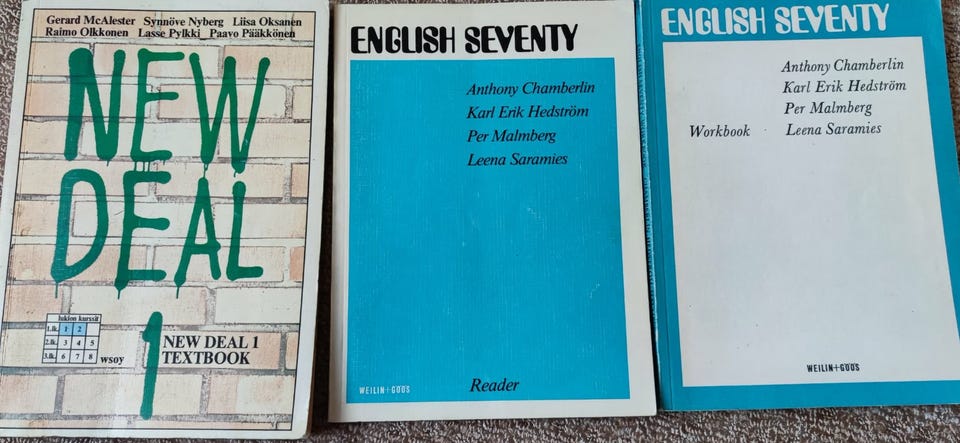 Gerard McAlester Synnöve Nyberg Liisa Oksanen
Raimo Olkkonen Lasse Pylkki Paavo Pääkkönen
NEW
DEAL
1
lukion kurssit
1.lk. 1 2
2.lk. 3 4 5
3.lk. 6 7 8
wsoy
NEW DEAL 1
TEXTBOOK
ENGLISH SEVENTY
Anthony Chamberlin
Karl Erik Hedström
Per Malmberg
Leena Saramies
WEILIN+GÖÖS
Reader
ENGLISH SEVENTY
Anthony Chamberlin
Karl Erik Hedström
Per Malmberg
Workbook Leena Saramies
WEILIN+GÖÖS